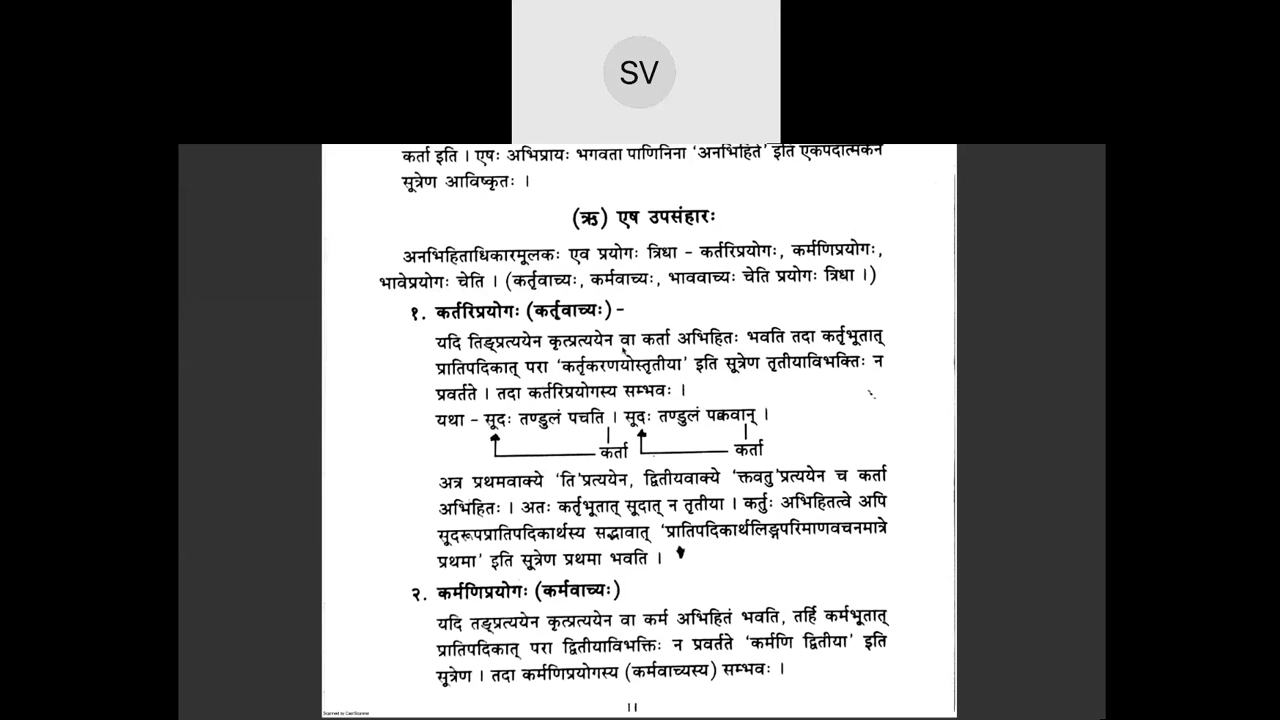 SV
कर्ता इति । एषः अभिप्रायः भगवता पाणिनिना 'अनभिहिते' इति एकपदात्मकेन
सूत्रेण आविष्कृतः ।
(ऋ) एष उपसंहारः
अनभिहिताधिकारमूलकः एव प्रयोगः त्रिधा - कर्तरिप्रयोगः, कर्मणिप्रयोगः,
भावेप्रयोगः चेति । (कर्तृवाच्यः, कर्मवाच्यः, भाववाच्यः चेति प्रयोगः त्रिधा ।)
१. कर्तरिप्रयोगः (कर्तृवाच्यः) -
यदि तिङ्प्रत्ययेन कृत्प्रत्ययेन वा कर्ता अभिहितः भवति तदा कर्तृभूतात्
प्रातिपदिकात् परा 'कर्तृकरणयोस्तृतीया' इति सूत्रेण तृतीयाविभक्तिः न
प्रवर्तते । तदा कर्तरिप्रयोगस्य सम्भवः ।
यथा - सूदः तण्डुलं पचति । सूदः तण्डुलं पक्कवान् ।
कर्ता कर्ता
अत्र प्रथमवाक्ये 'ति'प्रत्ययेन, द्वितीयवाक्ये 'क्तवतु'प्रत्ययेन च कर्ता
अभिहितः । अतः कर्तृभूतात् सूदात् न तृतीया । कर्तुः अभिहितत्वे अपि
सूदरूपप्रातिपदिकार्थस्य सद्भावात् 'प्रातिपदिकार्थलिङ्गपरिमाणवचनमात्रे
प्रथमा' इति सूत्रेण प्रथमा भवति ।
२. कर्मणिप्रयोगः (कर्मवाच्यः)
यदि तङ्प्रत्ययेन कृत्प्रत्ययेन वा कर्म अभिहितं भवति, तर्हि कर्मभूतात्
प्रातिपदिकात् परा द्वितीयाविभक्तिः न प्रवर्तते 'कर्मणि द्वितीया' इति
सूत्रेण । तदा कर्मणिप्रयोगस्य (कर्मवाच्यस्य) सम्भवः ।
11
Scanned by CamScanner